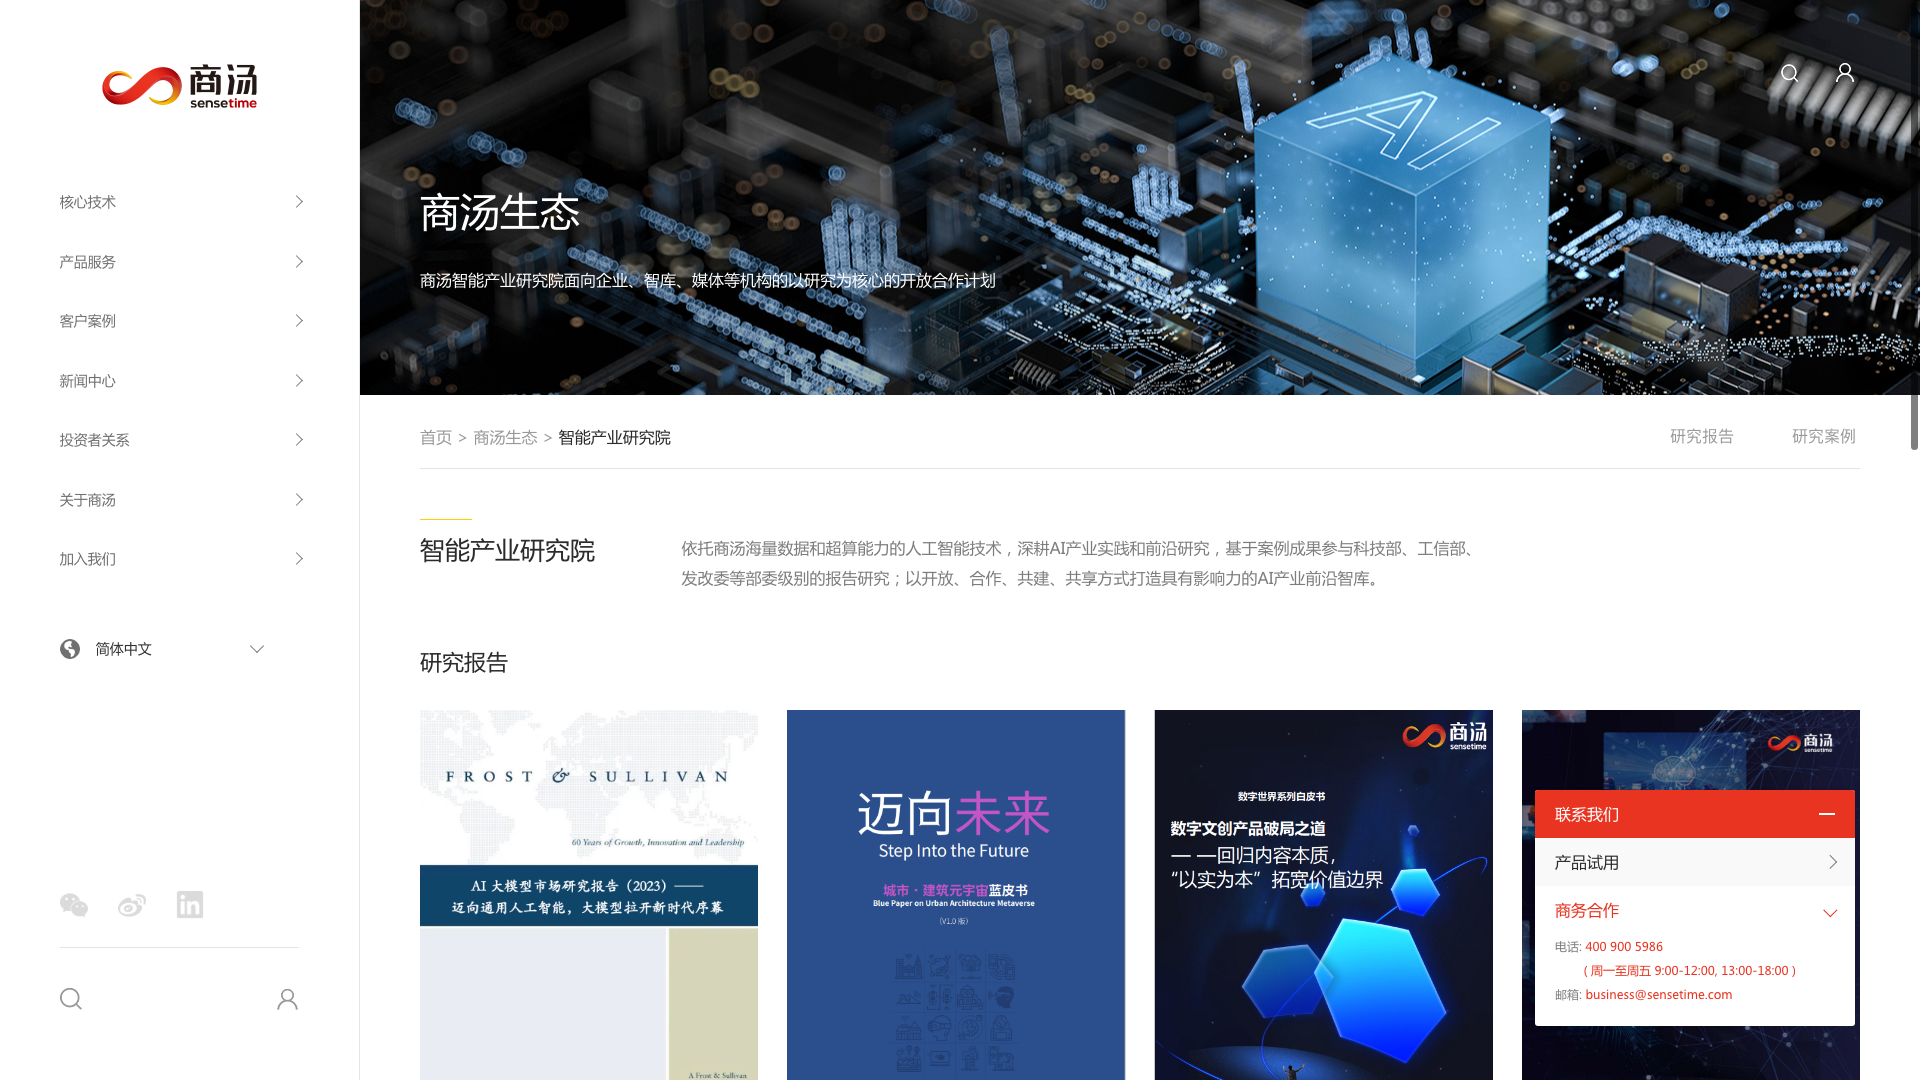 商汤
sensetime
核心技术
产品服务
客户案例
新闻中心
投资者关系
关于商汤
加入我们
简体中文
AI
商汤生态
商汤智能产业研究院面向企业、智库、媒体等机构的以研究为核心的开放合作计划
首页 > 商汤生态 > 智能产业研究院
研究报告
研究案例
智能产业研究院
依托商汤海量数据和超算能力的人工智能技术，深耕AI产业实践和前沿研究，基于案例成果参与科技部、工信部、
发改委等部委级别的报告研究；以开放、合作、共建、共享方式打造具有影响力的AI产业前沿智库。
研究报告
FROST & SULLIVAN
60 Years of Growth, Innovation and Leadership
AI 大模型市场研究报告（2023）——
迈向通用人工智能，大模型拉开新时代序幕
A Frost & Sullivan
迈向未来
Step Into the Future
城市·建筑元宇宙蓝皮书
Blue Paper on Urban Architecture Metaverse
(V1.0 版)
商汤
sensetime
数字世界系列白皮书
数字文创产品破局之道
— —回归内容本质，
“以实为本”拓宽价值边界
商汤
sensetime
联系我们
产品试用
商务合作
电话: 400 900 5986
( 周一至周五 9:00-12:00, 13:00-18:00 )
邮箱: business@sensetime.com